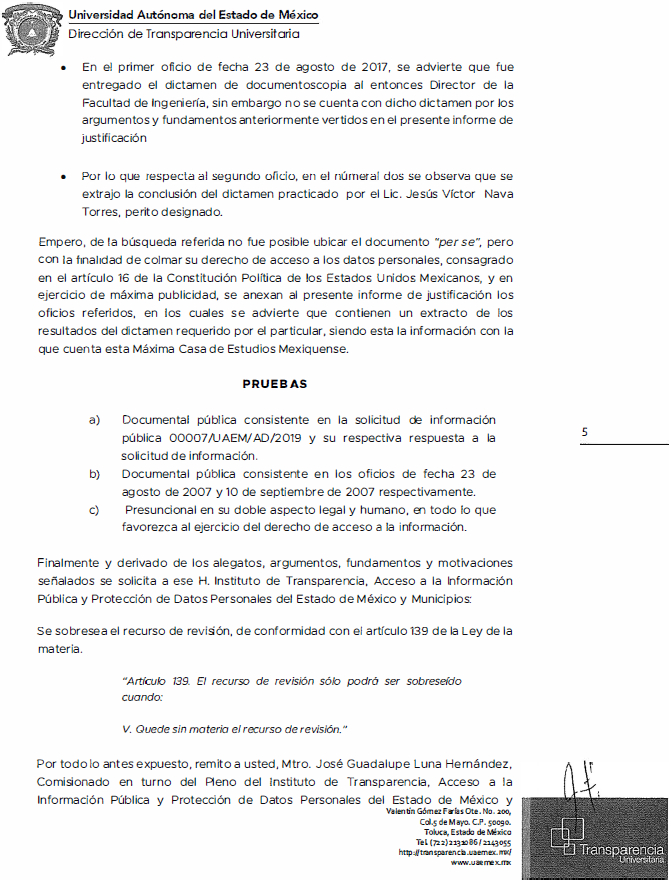 Universidad Autónoma del Estado de México
Dirección de Transparencia Universitaria
• En el primer oficio de fecha 23 de agosto de 2017, se advierte que fue
entregado el dictamen de documentoscopia al entonces Director de la
Facultad de Ingeniería, sin embargo no se cuenta con dicho dictamen por los
argumentos y fundamentos anteriormente vertidos en el presente informe de
justificación
• Por lo que respecta al segundo oficio, en el númeral dos se observa que se
extrajo la conclusión del dictamen practicado por el Lic. Jesús Víctor Nava
Torres, perito designado.
Empero, de la búsqueda referida no fue posible ubicar el documento "per se", pero
con la finalidad de colmar su derecho de acceso a los datos personales, consagrado
en el artículo 16 de la Constitución Política de los Estados Unidos Mexicanos, y en
ejercicio de máxima publicidad, se anexan al presente informe de justificación los
oficios referidos, en los cuales se advierte que contienen un extracto de los
resultados del dictamen requerido por el particular, siendo esta la información con la
que cuenta esta Máxima Casa de Estudios Mexiquense.
PRUEBAS
a) Documental pública consistente en la solicitud de información
pública 00007/UAEM/AD/2019 y su respectiva respuesta a la
solicitud de información.
b) Documental pública consistente en los oficios de fecha 23 de
agosto de 2007 y 10 de septiembre de 2007 respectivamente.
c) Presuncional en su doble aspecto legal y humano, en todo lo que
favorezca al ejercicio del derecho de acceso a la información.
5
Finalmente y derivado de los alegatos, argumentos, fundamentos y motivaciones
señalados se solicita a ese H. Instituto de Transparencia, Acceso a la Información
Pública y Protección de Datos Personales del Estado de México y Municipios:
Se sobresea el recurso de revisión, de conformidad con el artículo 139 de la Ley de la
materia.
"Artículo 139. El recurso de revisión sólo podrá ser sobreseído
cuando:
V. Quede sin materia el recurso de revisión."
Por todo lo antes expuesto, remito a usted, Mtro. José Guadalupe Luna Hernández,
Comisionado en turno del Pleno del Instituto de Transparencia, Acceso a la
Información Pública y Protección de Datos Personales del Estado de México y
Valentín Gómez Farías Ote. No. 200,
Col.5 de Mayo. C.P. 50090.
Toluca, Estado de México
Tel. (722) 2131086 / 2143055
http://transparencia.uaemex.mx/
www.uaemex.mx
Transparencia
Universitaria